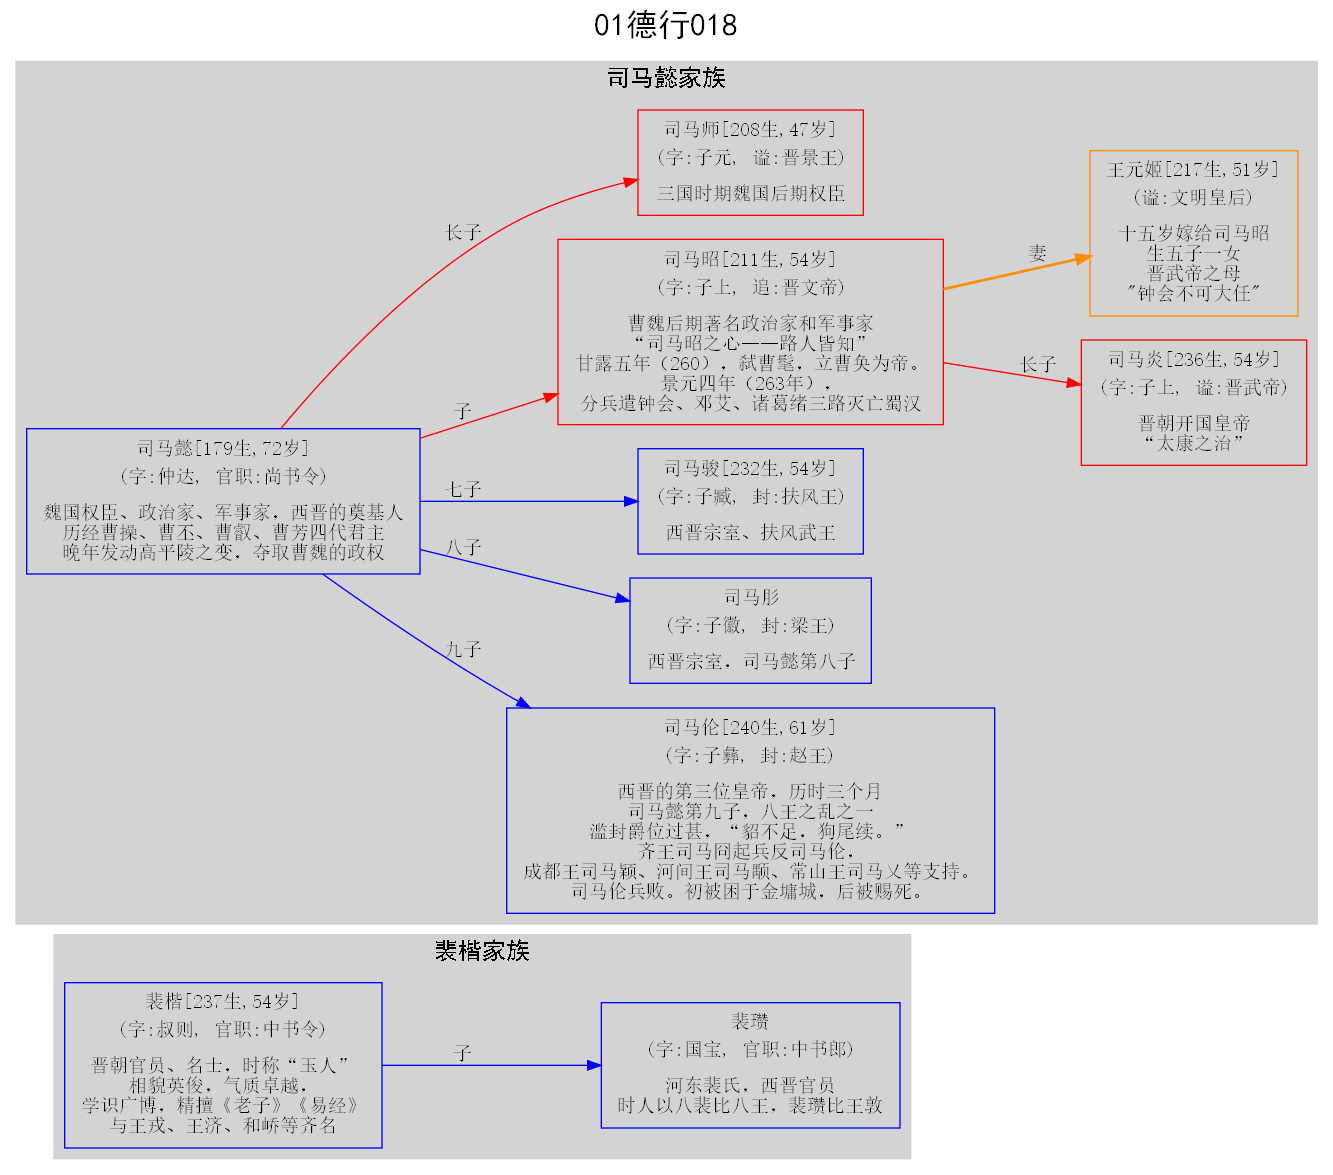 01德行018
司马懿家族
司马师[208生,47岁]
(字:子元, 谥:晋景王)
三国时期魏国后期权臣
长子
王元姬[217生,51岁]
(谥:文明皇后)
十五岁嫁给司马昭
生五子一女
晋武帝之母
"钟会不可大任"
妻
司马昭[211生,54岁]
(字:子上, 追:晋文帝)
曹魏后期著名政治家和军事家
“司马昭之心——路人皆知”
甘露五年（260），弑曹髦，立曹奂为帝。
景元四年（263年），
分兵遣钟会、邓艾、诸葛绪三路灭亡蜀汉
长子
司马炎[236生,54岁]
(字:子上, 谥:晋武帝)
晋朝开国皇帝
“太康之治”
子
司马懿[179生,72岁]
(字:仲达, 官职:尚书令)
魏国权臣、政治家、军事家，西晋的奠基人
历经曹操、曹丕、曹叡、曹芳四代君主
晚年发动高平陵之变，夺取曹魏的政权
七子
司马骏[232生,54岁]
(字:子臧, 封:扶风王)
西晋宗室、扶风武王
八子
司马肜
(字:子徽, 封:梁王)
西晋宗室，司马懿第八子
九子
司马伦[240生,61岁]
(字:子彝, 封:赵王)
西晋的第三位皇帝，历时三个月
司马懿第九子，八王之乱之一
滥封爵位过甚，“貂不足，狗尾续。”
齐王司马冏起兵反司马伦，
成都王司马颖、河间王司马颙、常山王司马乂等支持。
司马伦兵败。初被困于金墉城，后被赐死。
裴楷家族
裴楷[237生,54岁]
(字:叔则, 官职:中书令)
晋朝官员、名士，时称“玉人”
相貌英俊，气质卓越，
学识广博，精擅《老子》《易经》
与王戎、王济、和峤等齐名
子
裴瓒
(字:国宝, 官职:中书郎)
河东裴氏，西晋官员
时人以八裴比八王，裴瓒比王敦